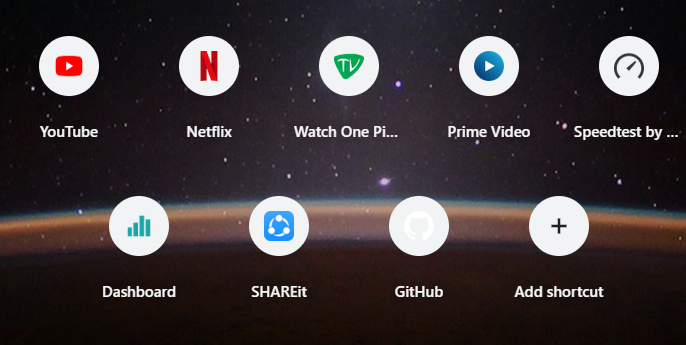 YouTube
Netflix
Watch One Pi...
Prime Video
Speedtest by ...
Dashboard
SHAREit
GitHub
Add shortcut